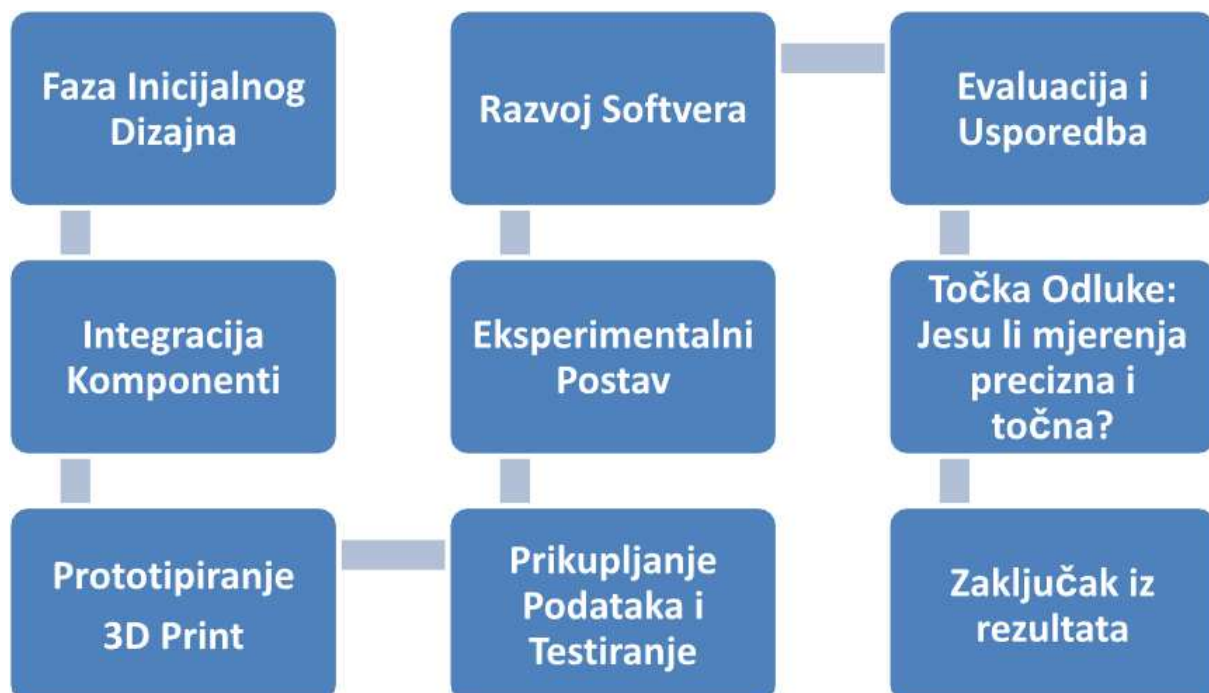 Faza Inicijalnog
Dizajna
Integracija
Komponenti
Prototipiranje
3D Print
Prikupljanje
Podataka i
Testiranje
Eksperimentalni
Postav
Razvoj Softvera
Evaluacija i
Usporedba
Točka Odluke:
Jesu li mjerenja
precizna i
točna?
Zaključak iz
rezultata